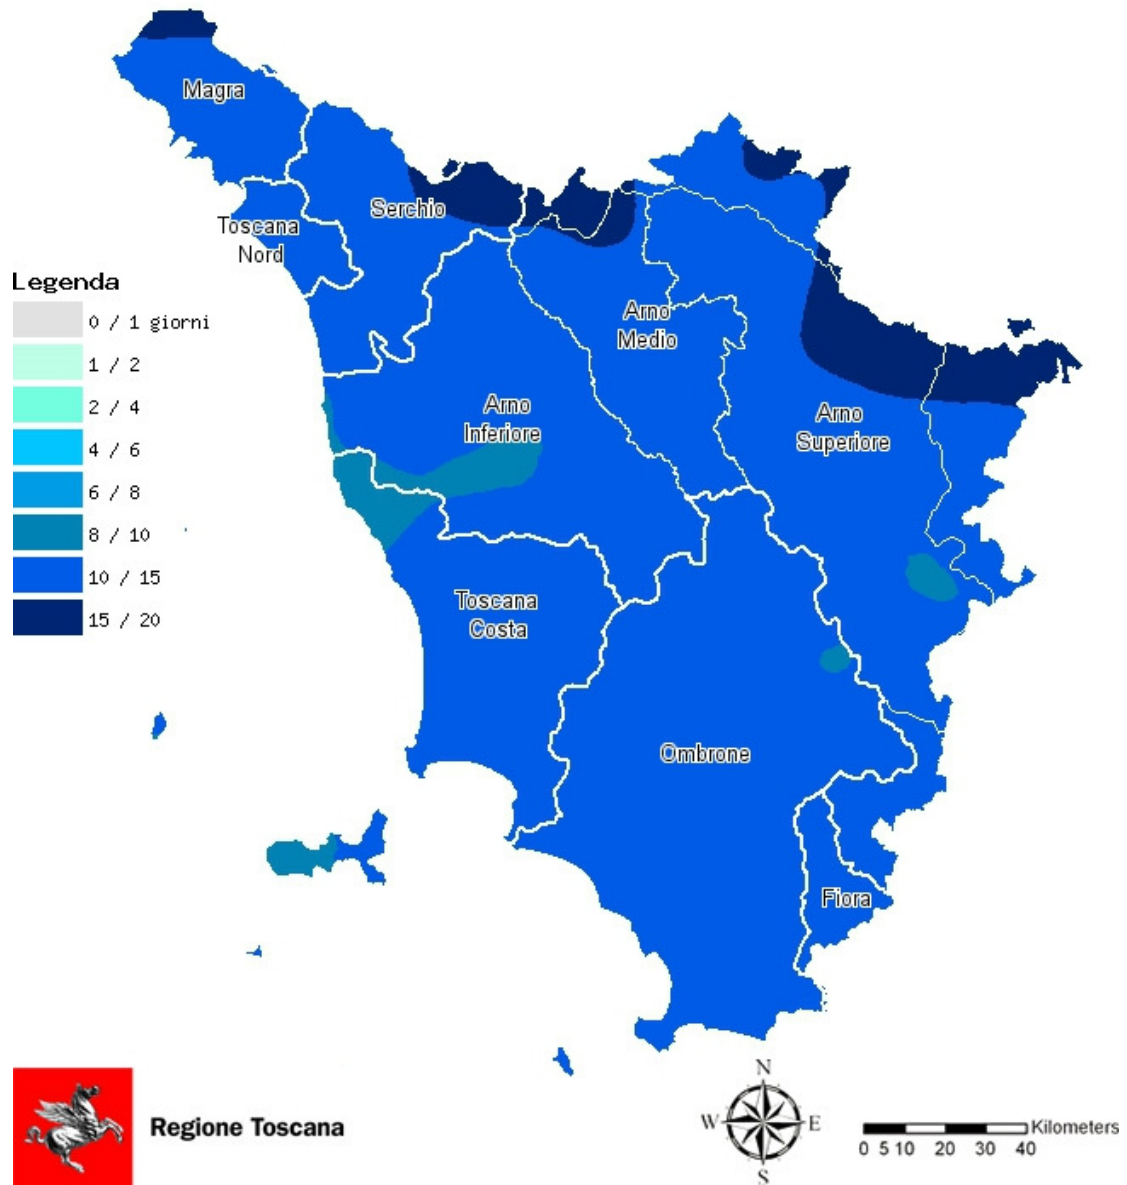 Magra
Serchio
Toscana
Nord
Legenda
0 / 1 giorni
1 / 2
2 / 4
4 / 6
6 / 8
8 / 10
10 / 15
15 / 20
Arno
Medio
Arno
Inferiore
Arno
Superiore
Toscana
Costa
Ombrone
Fiora
Regione Toscana
N
W E
S
Kilometers
0 5 10 20 30 40